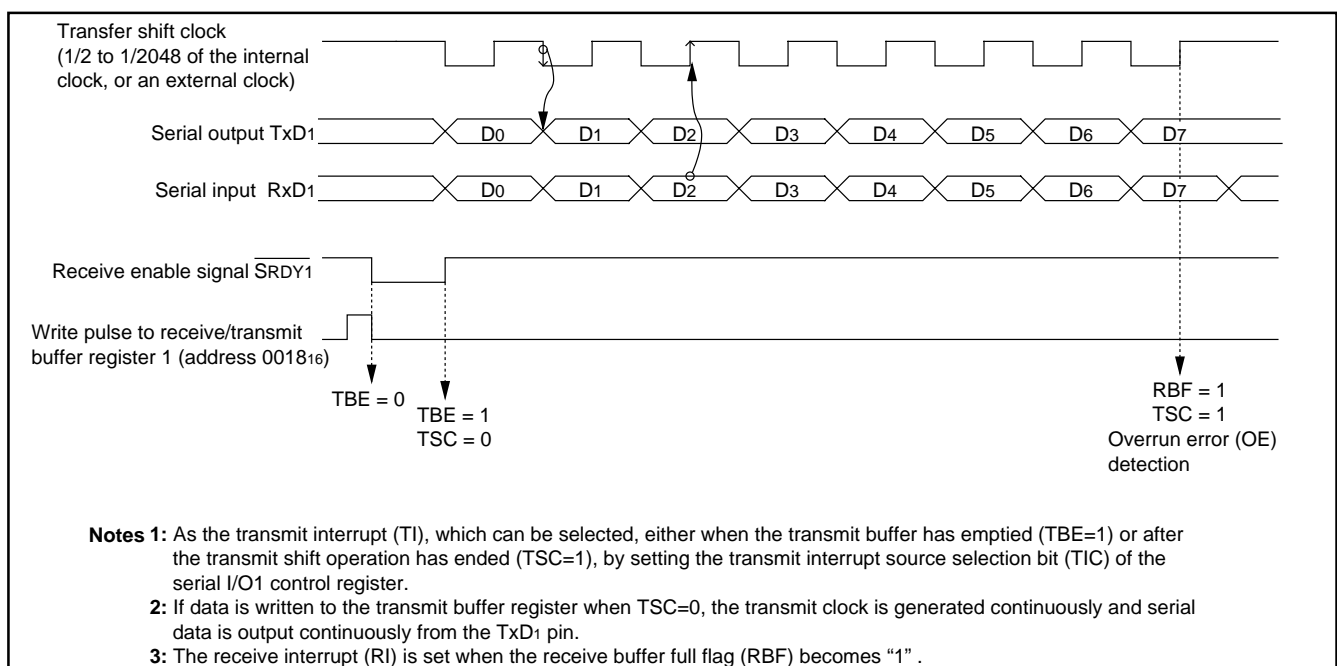 Transfer shift clock
(1/2 to 1/2048 of the internal
clock, or an external clock)
Serial output TxD1
D0 D1 D2 D3 D4 D5 D6 D7
Serial input RxD1
D0 D1 D2 D3 D4 D5 D6 D7
Receive enable signal S̅R̅D̅Y̅1̅
Write pulse to receive/transmit
buffer register 1 (address 001816)
TBE = 0
TBE = 1
TSC = 0
RBF = 1
TSC = 1
Overrun error (OE)
detection
Notes 1: As the transmit interrupt (TI), which can be selected, either when the transmit buffer has emptied (TBE=1) or after
the transmit shift operation has ended (TSC=1), by setting the transmit interrupt source selection bit (TIC) of the
serial I/O1 control register.
2: If data is written to the transmit buffer register when TSC=0, the transmit clock is generated continuously and serial
data is output continuously from the TxD1 pin.
3: The receive interrupt (RI) is set when the receive buffer full flag (RBF) becomes “1” .